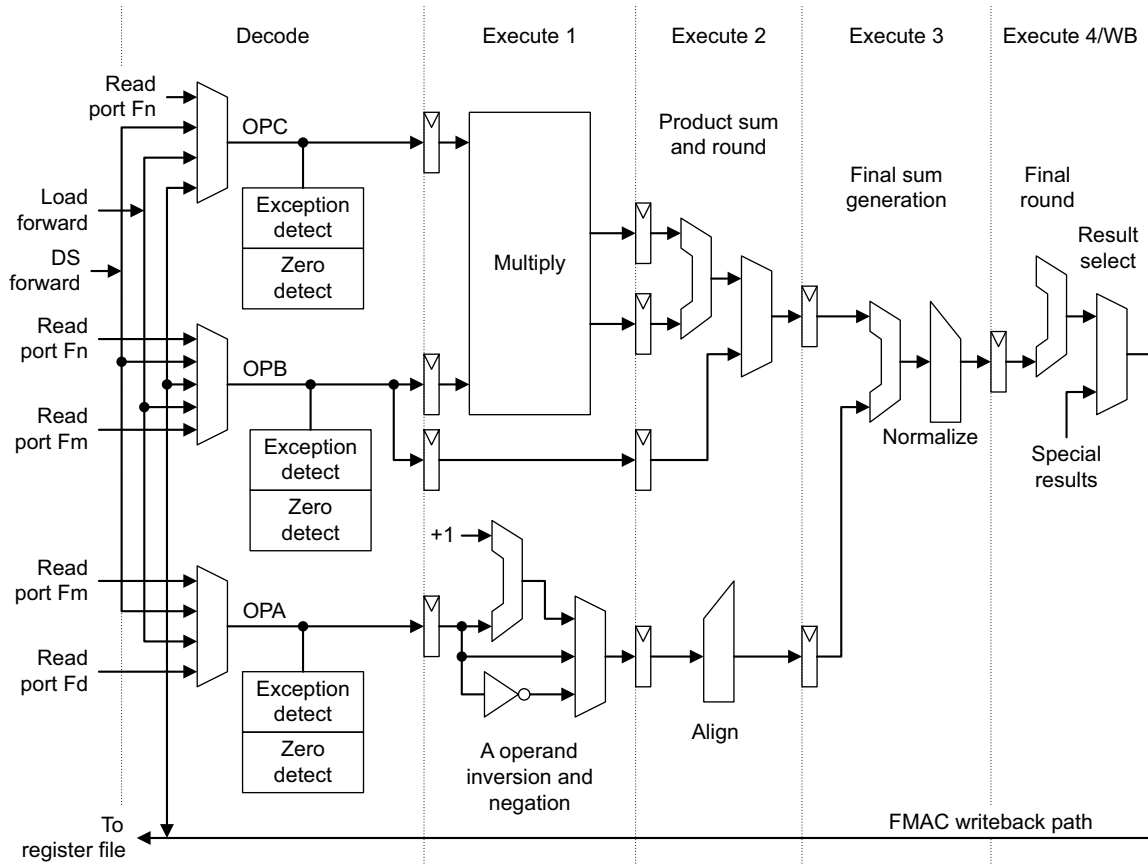 Decode
Execute 1
Execute 2
Execute 3
Execute 4/WB
Read
port Fn
OPC
Exception
detect
Zero
detect
Load
forward
DS
forward
Multiply
Product sum
and round
Final sum
generation
Final
round
Result
select
Read
port Fn
OPB
Read
port Fm
Exception
detect
Zero
detect
Normalize
Special
results
+1
Read
port Fm
OPA
Read
port Fd
Exception
detect
Zero
detect
A operand
inversion and
negation
Align
To
register file
FMAC writeback path